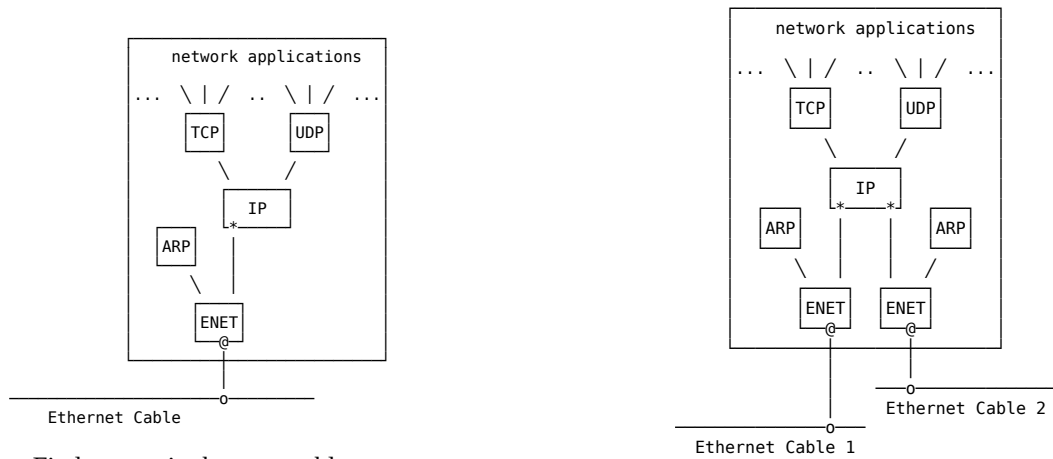 network applications
... \ | / .. \ | / ...
TCP UDP
IP
*
ARP
ENET
@
o
Ethernet Cable
network applications
... \ | / .. \ | / ...
TCP UDP
IP
* *
ARP ARP
ENET ENET
@ @
o
Ethernet Cable 2
o
Ethernet Cable 1